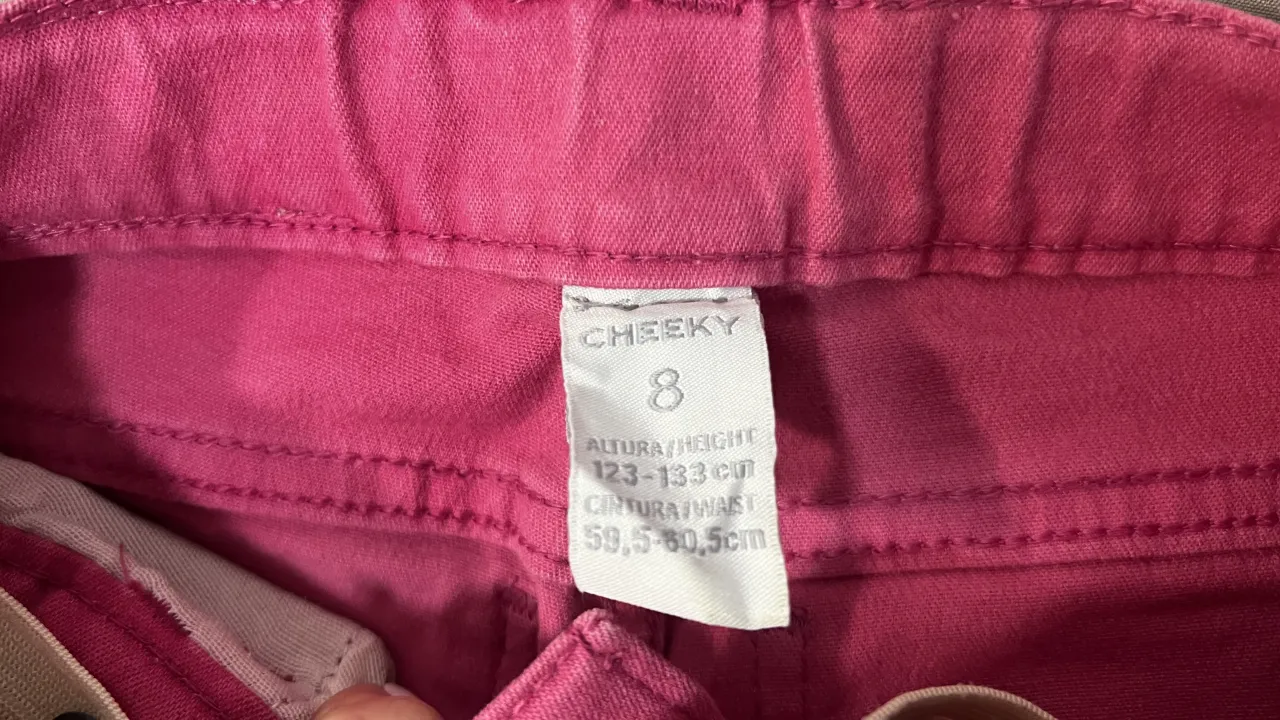 CHEEKY
8
ALTURA/HEIGHT
123-133 cm
CINTURA/WAIST
59,5-60,5cm